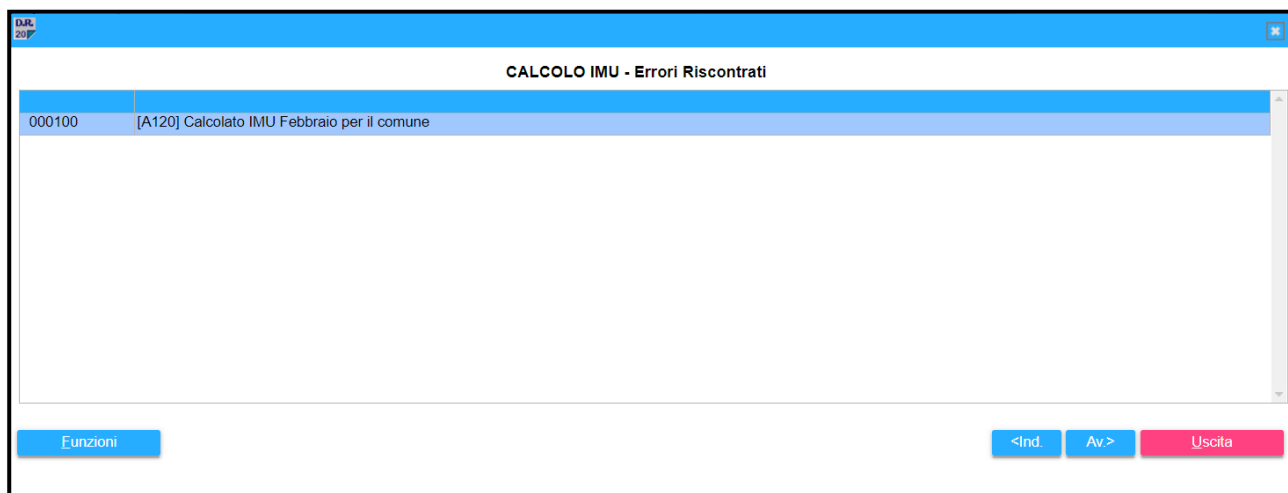 D.R.
20
CALCOLO IMU - Errori Riscontrati
000100 [A120] Calcolato IMU Febbraio per il comune
Funzioni
<Ind. Av.> Uscita